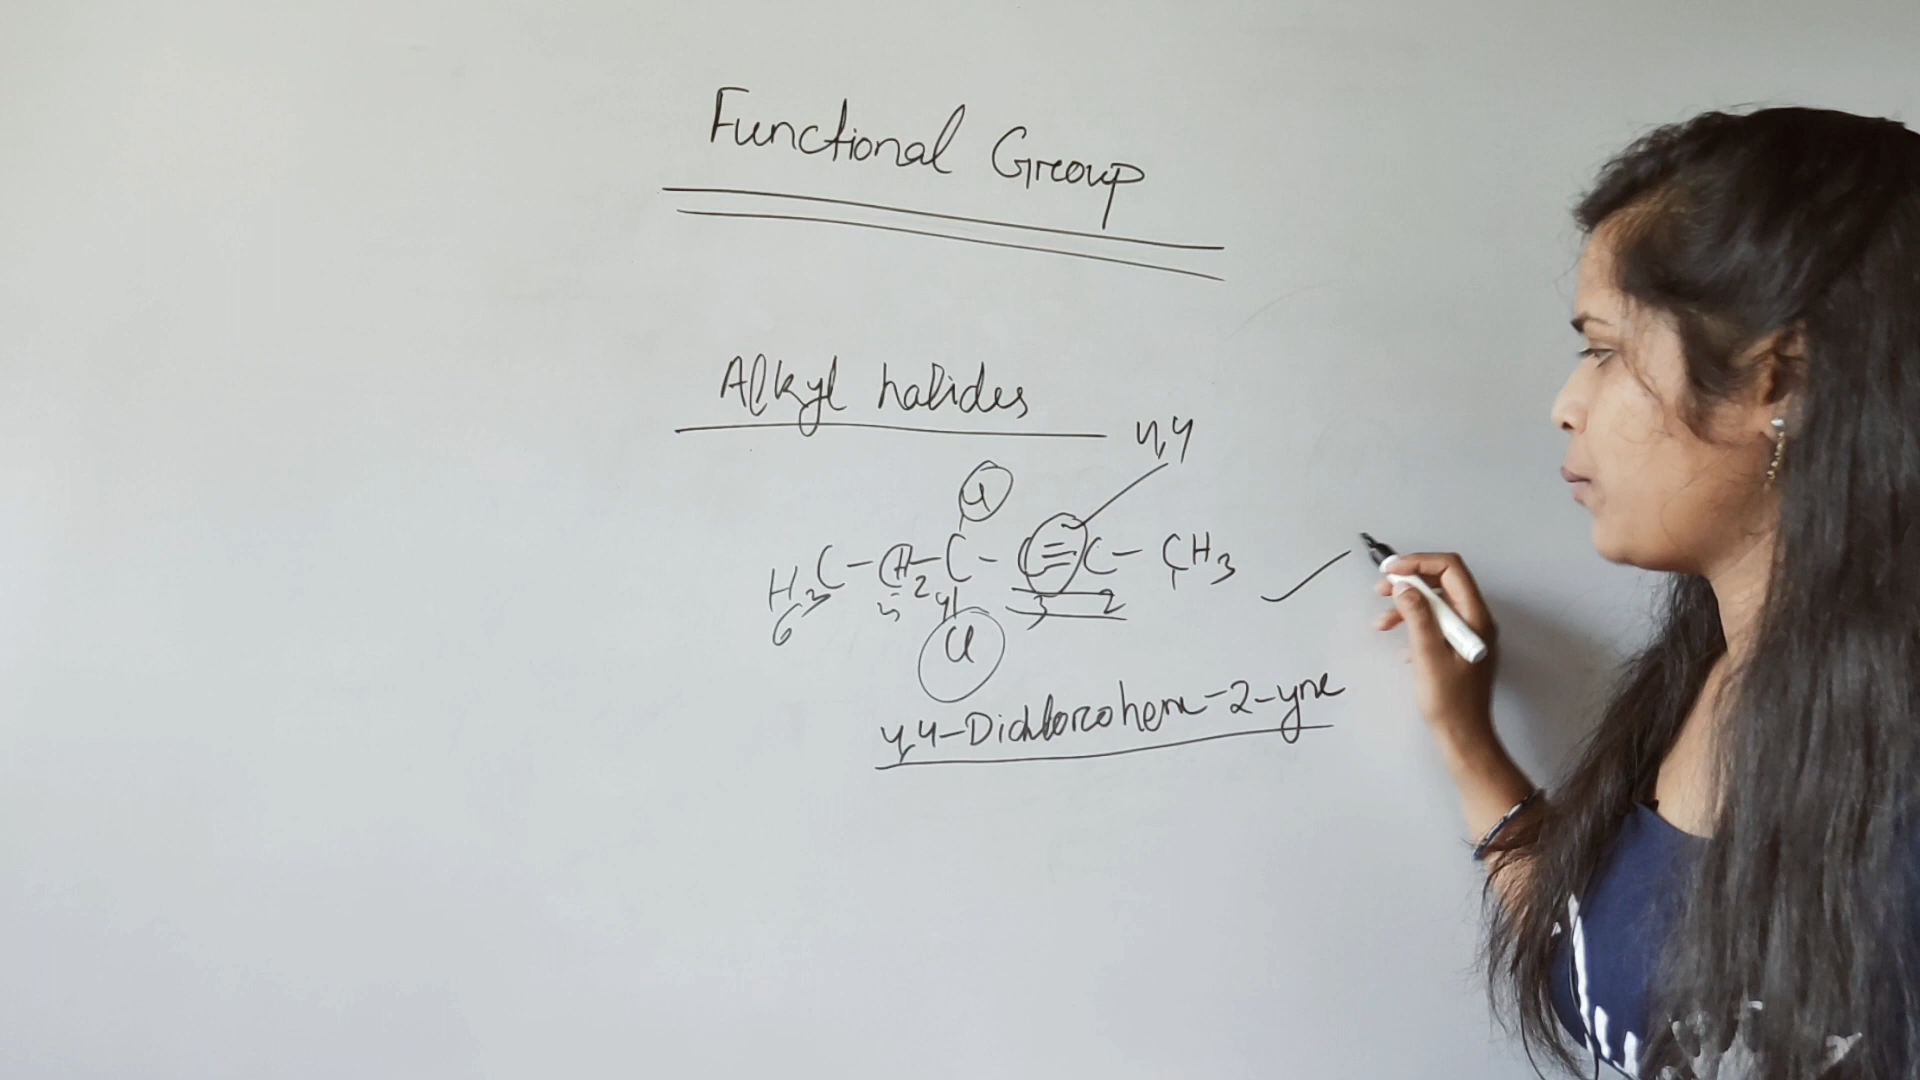 Functional Group
Alkyl halides
4,4
Cl
H3C-CH2-C-C≡C-CH3
6 5 4 3 2 1
Cl
4,4-Dichlorohexe-2-yne